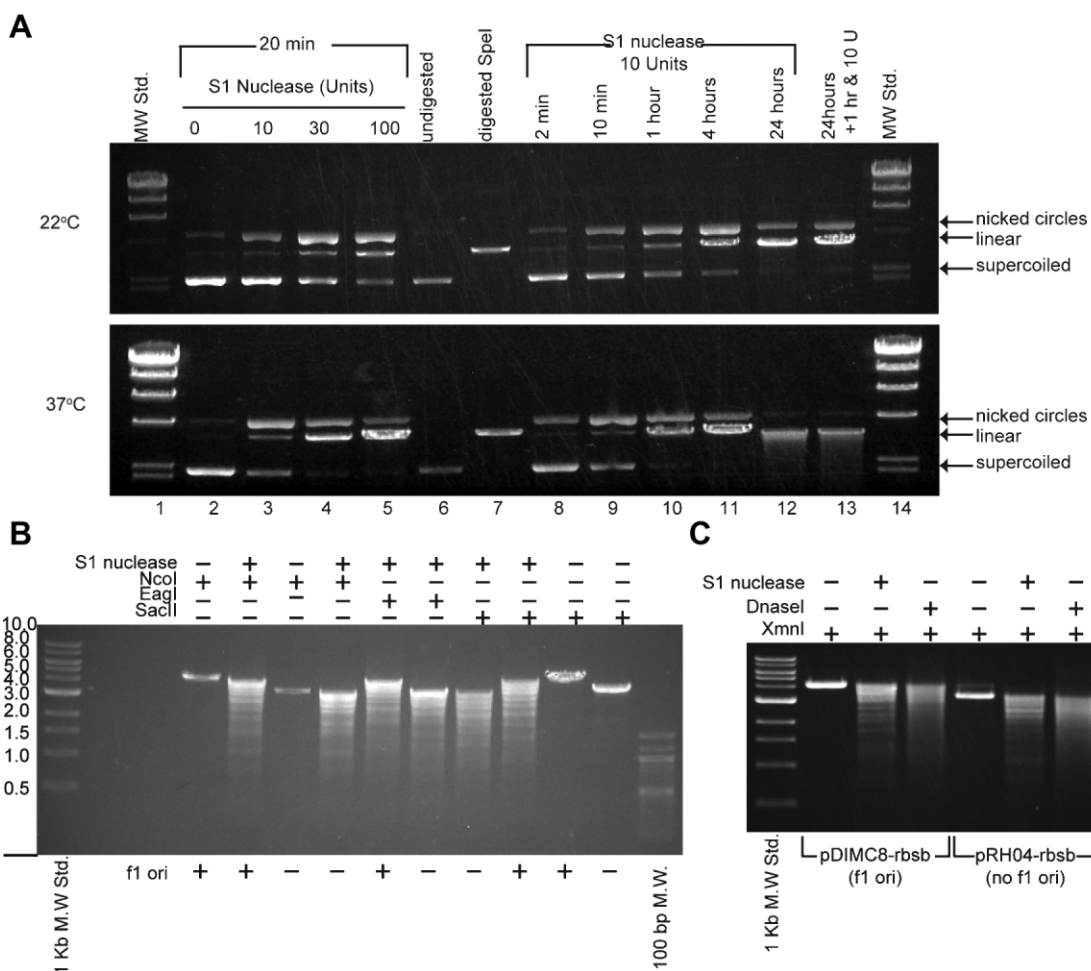 A
20 min
S1 Nuclease (Units)
MW Std.
0 10 30 100
undigested
digested SpeI
S1 nuclease
10 Units
2 min
10 min
1 hour
4 hours
24 hours
24hours
+1 hr & 10 U
MW Std.
22°C
nicked circles
linear
supercoiled
37°C
nicked circles
linear
supercoiled
1 2 3 4 5 6 7 8 9 10 11 12 13 14
B
S1 nuclease − + − + + + + + − −
NcoI + + + + − − − − − −
EagI − − − − + + − − − −
SacII − − − − − − + + + +
10.0
8.0
6.0
5.0
4.0
3.0
2.0
1.5
1.0
0.5
f1 ori + + − − + − − + + −
1 Kb M.W Std.
100 bp M.W.
C
S1 nuclease − + − − + −
DnaseI − − + − − +
XmnI + + + + + +
1 Kb M.W Std.
pDIMC8-rbsb
(f1 ori)
pRH04-rbsb
(no f1 ori)